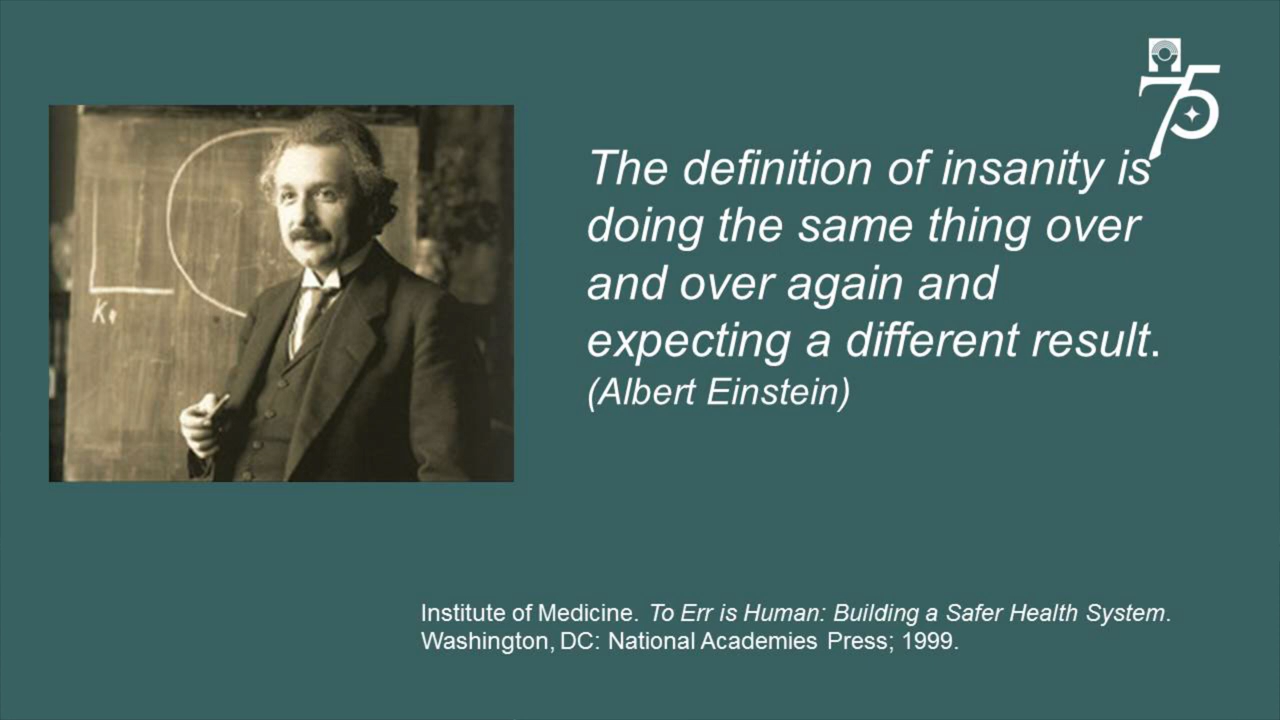 75
The definition of insanity is
doing the same thing over
and over again and
expecting a different result.
(Albert Einstein)
Institute of Medicine. To Err is Human: Building a Safer Health System.
Washington, DC: National Academies Press; 1999.